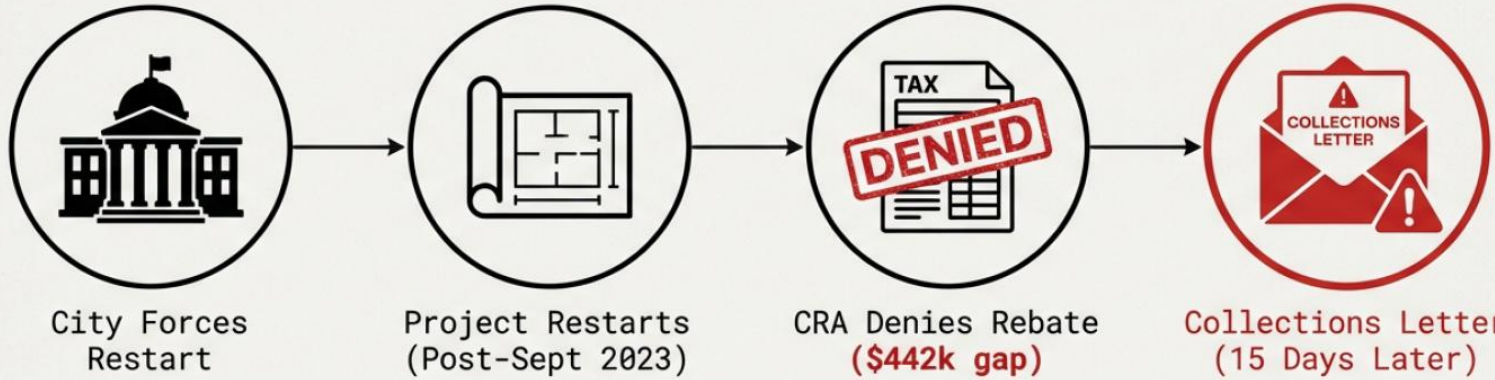 TAX
DENIED
COLLECTIONS
LETTER
City Forces
Restart
Project Restarts
(Post-Sept 2023)
CRA Denies Rebate
($442k gap)
Collections Letter
(15 Days Later)